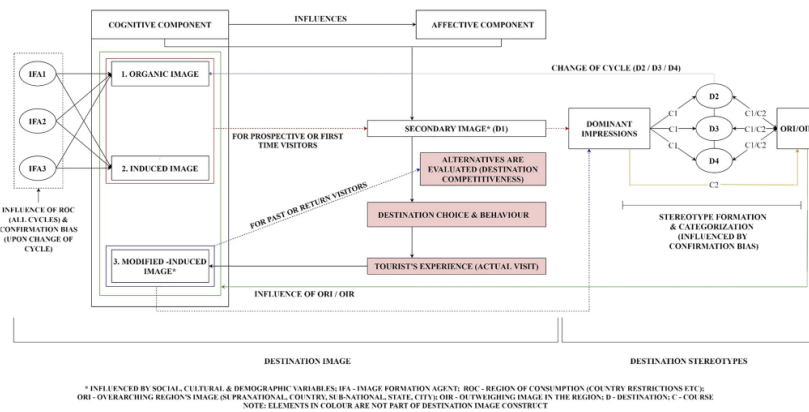 COGNITIVE COMPONENT
INFLUENCES
AFFECTIVE COMPONENT
IFA1
IFA2
IFA3
1. ORGANIC IMAGE
2. INDUCED IMAGE
CHANGE OF CYCLE (D2 / D3 / D4)
FOR PROSPECTIVE OR FIRST
TIME VISITORS
SECONDARY IMAGE* (D1)
DOMINANT
IMPRESSIONS
D2
D3
D4
C1
C1
C1
C1/C2
C1/C2
C1/C2
ORI/OI
C2
ALTERNATIVES ARE
EVALUATED (DESTINATION
COMPETITIVENESS)
FOR PAST OR RETURN VISITORS
DESTINATION CHOICE & BEHAVIOUR
INFLUENCE OF ROC
(ALL CYCLES) &
CONFIRMATION BIAS
(UPON CHANGE OF
CYCLE)
STEREOTYPE FORMATION
& CATEGORIZATION
(INFLUENCED BY
CONFIRMATION BIAS)
3. MODIFIED -INDUCED
IMAGE*
TOURIST'S EXPERIENCE (ACTUAL VISIT)
INFLUENCE OF ORI / OIR
DESTINATION IMAGE
DESTINATION STEREOTYPES
* INFLUENCED BY SOCIAL, CULTURAL & DEMOGRAPHIC VARIABLES; IFA - IMAGE FORMATION AGENT; ROC - REGION OF CONSUMPTION (COUNTRY RESTRICTIONS ETC);
ORI - OVERARCHING REGION'S IMAGE (SUPRANATIONAL, COUNTRY, SUB-NATIONAL, STATE, CITY); OIR - OUTWEIGHING IMAGE IN THE REGION; D - DESTINATION; C - COURSE
NOTE: ELEMENTS IN COLOUR ARE NOT PART OF DESTINATION IMAGE CONSTRUCT